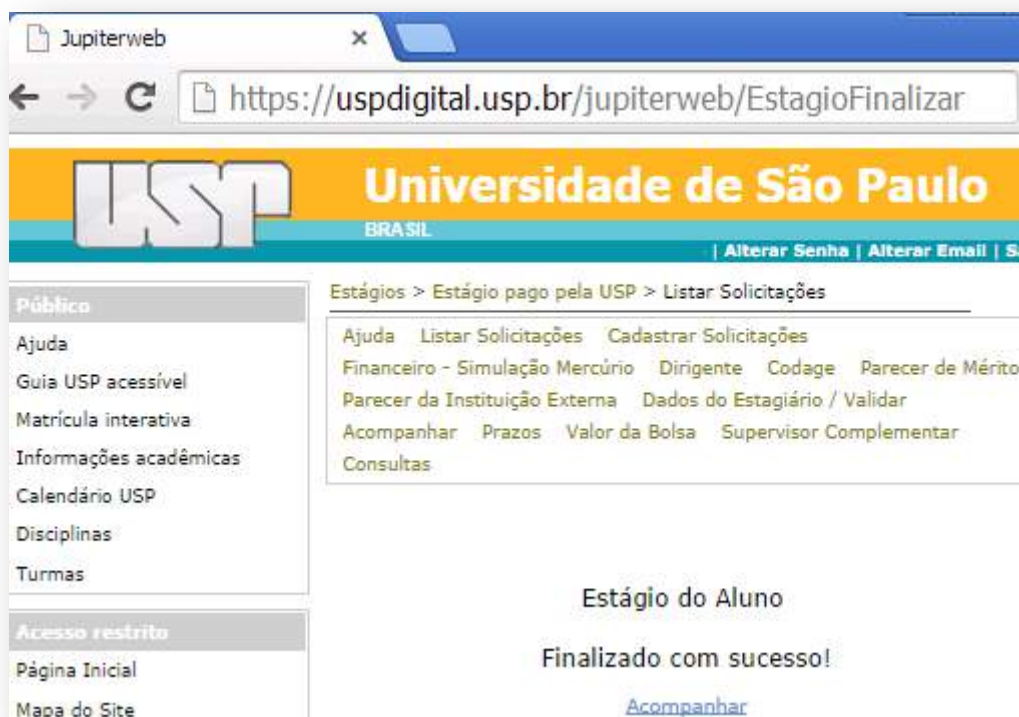 Jupiterweb ×
https://uspdigital.usp.br/jupiterweb/EstagioFinalizar
USP
Universidade de São Paulo
BRASIL
| Alterar Senha | Alterar Email |
Público
Ajuda
Guia USP acessível
Matrícula interativa
Informações acadêmicas
Calendário USP
Disciplinas
Turmas
Acesso restrito
Página Inicial
Mapa do Site
Estágios > Estágio pago pela USP > Listar Solicitações
Ajuda Listar Solicitações Cadastrar Solicitações
Financeiro - Simulação Mercúrio Dirigente Codage Parecer de Mérito
Parecer da Instituição Externa Dados do Estagiário / Validar
Acompanhar Prazos Valor da Bolsa Supervisor Complementar
Consultas
Estágio do Aluno
Finalizado com sucesso!
Acompanhar